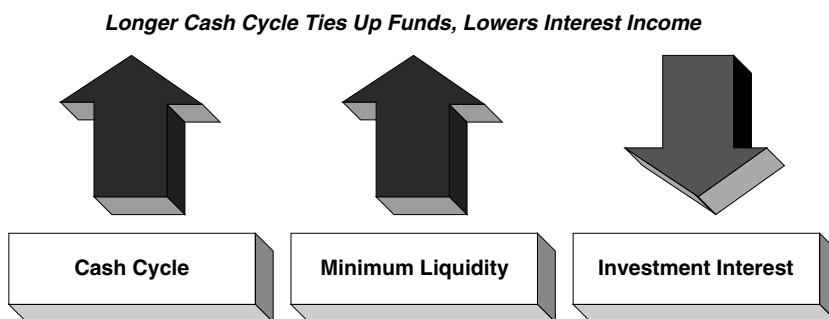 Longer Cash Cycle Ties Up Funds, Lowers Interest Income
Cash Cycle
Minimum Liquidity
Investment Interest